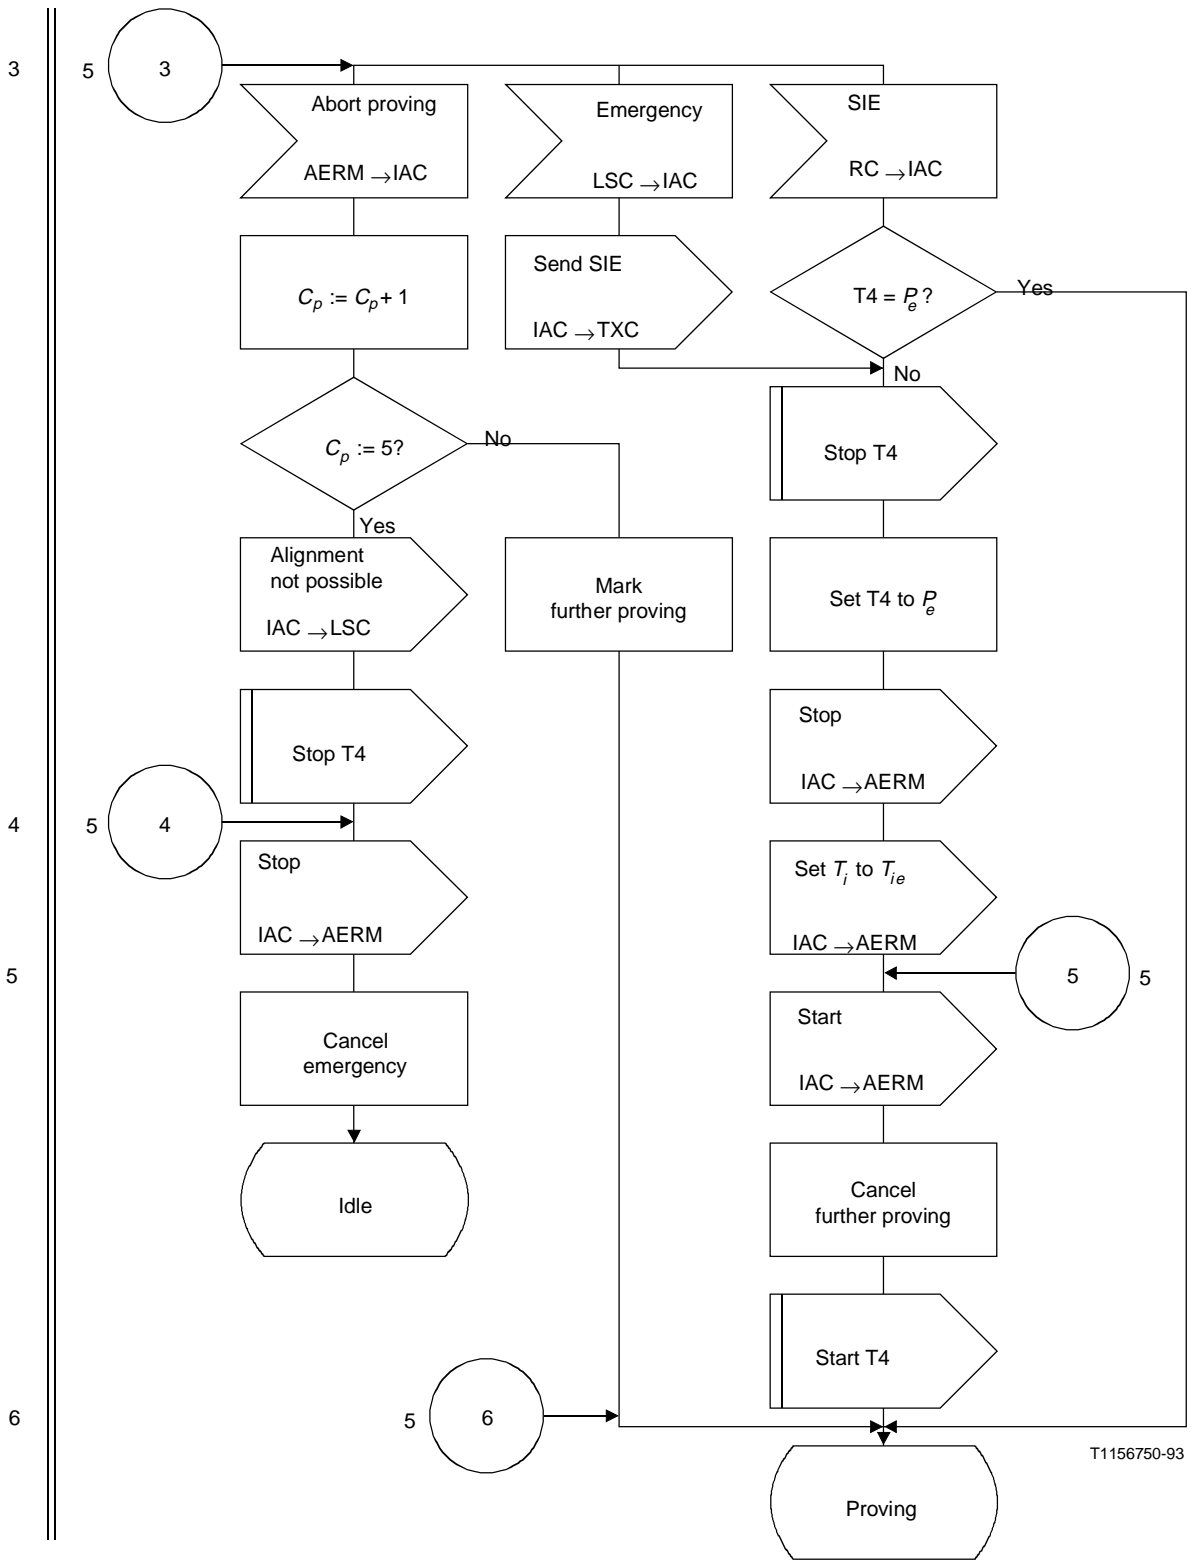 3
5
3
Abort proving
AERM → IAC
Emergency
LSC → IAC
SIE
RC → IAC
Cp := Cp + 1
Send SIE
IAC → TXC
T4 = Pe?
Yes
No
Cp := 5?
No
Yes
Stop T4
Alignment
not possible
IAC → LSC
Mark
further proving
Set T4 to Pe
Stop T4
Stop
IAC → AERM
4
5
4
Stop
IAC → AERM
Set Ti to Tie
IAC → AERM
5
5
5
Start
IAC → AERM
Cancel
emergency
Cancel
further proving
Idle
Start T4
6
5
6
T1156750-93
Proving